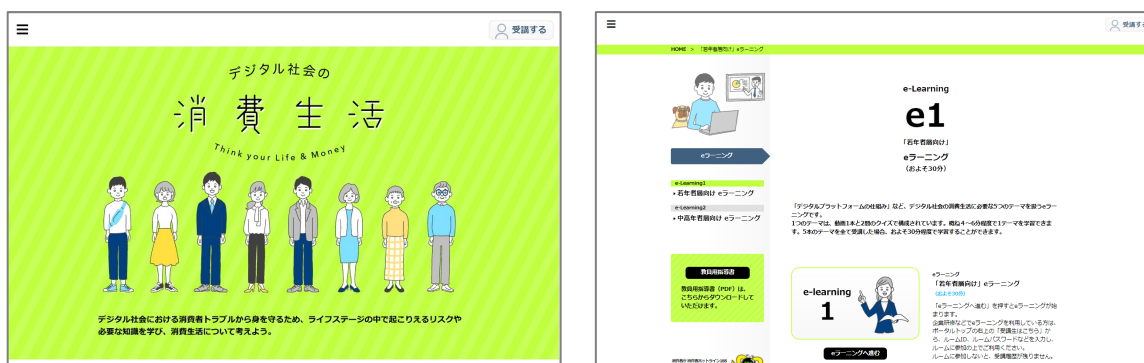 受講する
デジタル社会の
消費生活
Think your Life & Money
デジタル社会における消費者トラブルから身を守るため、ライフステージの中で起こりえるリスクや
必要な知識を学び、消費生活について考えよう。
受講する
HOME > 「若年者層向け」eラーニング
eラーニング
e-Learning1
▸若年者層向け eラーニング
e-Learning2
▸中高年者層向け eラーニング
教員用指導書
教員用指導書（PDF）は、
こちらからダウンロードして
いただけます。
消費者庁 消費者ホットライン188
e-Learning
e1
「若年者層向け」
eラーニング
（およそ30分）
「デジタルプラットフォームの仕組み」など、デジタル社会の消費生活に必要な5つのテーマを扱うeラー
ニングです。
1つのテーマは、動画1本と2問のクイズで構成されています。概ね４～６分程度で1テーマを学習できま
す。5本のテーマを全て受講した場合、およそ30分程度で学習することができます。
e-learning
1
eラーニングへ進む
eラーニング
「若年者層向け」eラーニング
（およそ30分）
「eラーニングへ進む」を押すとeラーニングが始
まります。
企業研修などでeラーニングを利用している方は、
ポータルトップの右上の「受講生はこちら」か
ら、ルームID、ルームパスワードなどを入力し、
ルームに参加の上でご利用ください。
ルームに参加しないと、受講履歴が残りません。